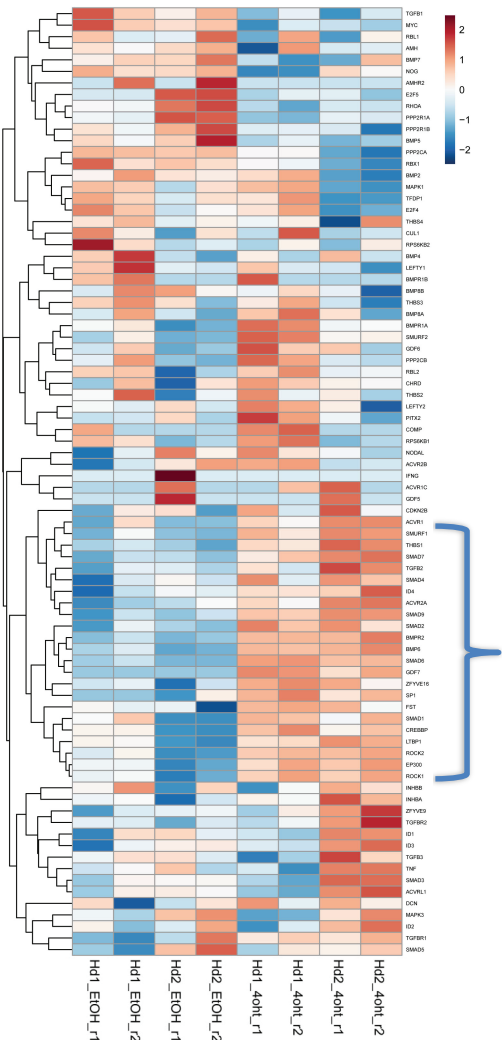 TGFB1
MYC
RBL1
AMH
BMP7
NOG
AMHR2
E2F5
RHOA
PPP2R1A
PPP2R1B
BMP5
PPP2CA
RBX1
BMP2
MAPK1
TFDP1
E2F4
THBS4
CUL1
RPS6KB2
BMP4
LEFTY1
BMPR1B
BMP8B
THBS3
BMP8A
BMPR1A
SMURF2
GDF6
PPP2CB
RBL2
CHRD
THBS2
LEFTY2
PITX2
COMP
RPS6KB1
NODAL
ACVR2B
IFNG
ACVR1C
GDF5
CDKN2B
ACVR1
SMURF1
THBS1
SMAD7
TGFB2
SMAD4
ID4
ACVR2A
SMAD9
SMAD2
BMPR2
BMP6
SMAD6
GDF7
ZFYVE16
SP1
FST
SMAD1
CREBBP
LTBP1
ROCK2
EP300
ROCK1
INHBB
INHBA
ZFYVE9
TGFBR2
ID1
ID3
TGFB3
TNF
SMAD3
ACVRL1
DCN
MAPK3
ID2
TGFBR1
SMAD5
2
1
0
−1
−2
Hd1_EtOH_r1
Hd1_EtOH_r2
Hd2_EtOH_r1
Hd2_EtOH_r2
Hd1_4oht_r1
Hd1_4oht_r2
Hd2_4oht_r1
Hd2_4oht_r2